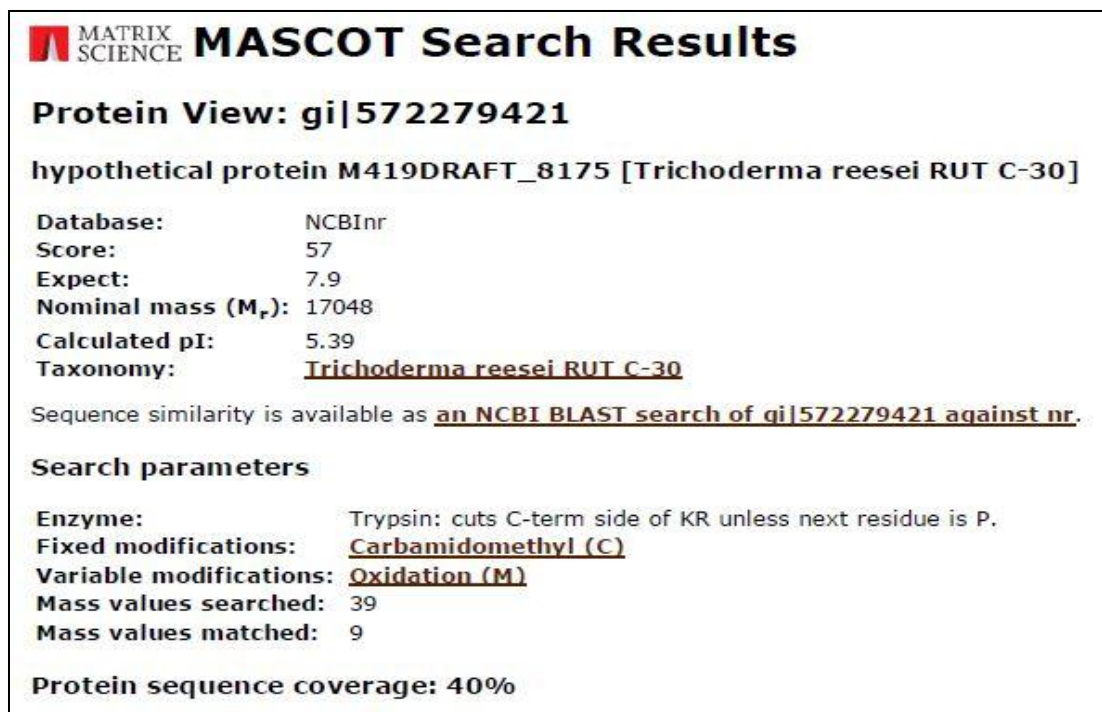 MATRIX SCIENCE MASCOT Search Results
Protein View: gi|572279421
hypothetical protein M419DRAFT_8175 [Trichoderma reesei RUT C-30]
Database: NCBInr
Score: 57
Expect: 7.9
Nominal mass (Mr): 17048
Calculated pI: 5.39
Taxonomy: Trichoderma reesei RUT C-30
Sequence similarity is available as an NCBI BLAST search of gi|572279421 against nr.
Search parameters
Enzyme: Trypsin: cuts C-term side of KR unless next residue is P.
Fixed modifications: Carbamidomethyl (C)
Variable modifications: Oxidation (M)
Mass values searched: 39
Mass values matched: 9
Protein sequence coverage: 40%